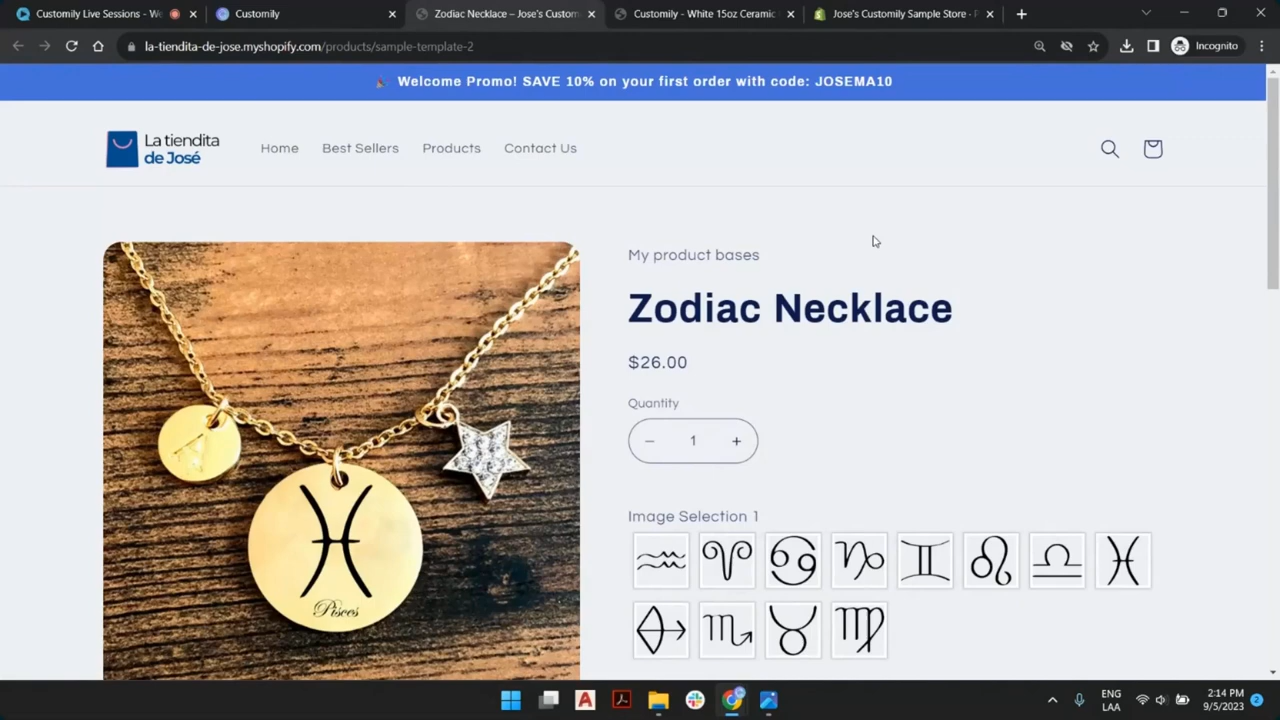 Customily Live Sessions - We
Customily
Zodiac Necklace – Jose's Custom
Customily - White 15oz Ceramic
Jose's Customily Sample Store - P
la-tiendita-de-jose.myshopify.com/products/sample-template-2
Incognito
Welcome Promo! SAVE 10% on your first order with code: JOSEMA10
La tiendita
de José
Home
Best Sellers
Products
Contact Us
My product bases
Zodiac Necklace
$26.00
Quantity
1
Image Selection 1
A
Pisces
ENG
LAA
2:14 PM
9/5/2023
2